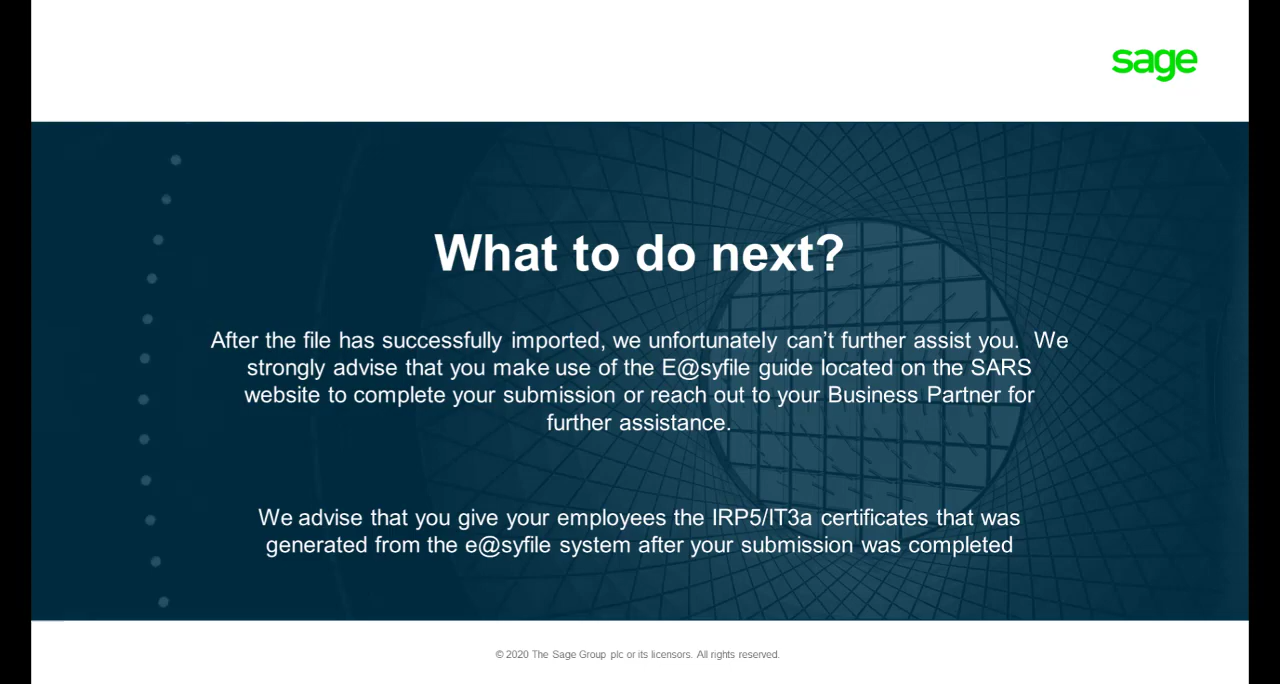 sage
What to do next?
After the file has successfully imported, we unfortunately can’t further assist you.  We
strongly advise that you make use of the E@syfile guide located on the SARS
website to complete your submission or reach out to your Business Partner for
further assistance.
We advise that you give your employees the IRP5/IT3a certificates that was
generated from the e@syfile system after your submission was completed
© 2020 The Sage Group plc or its licensors. All rights reserved.